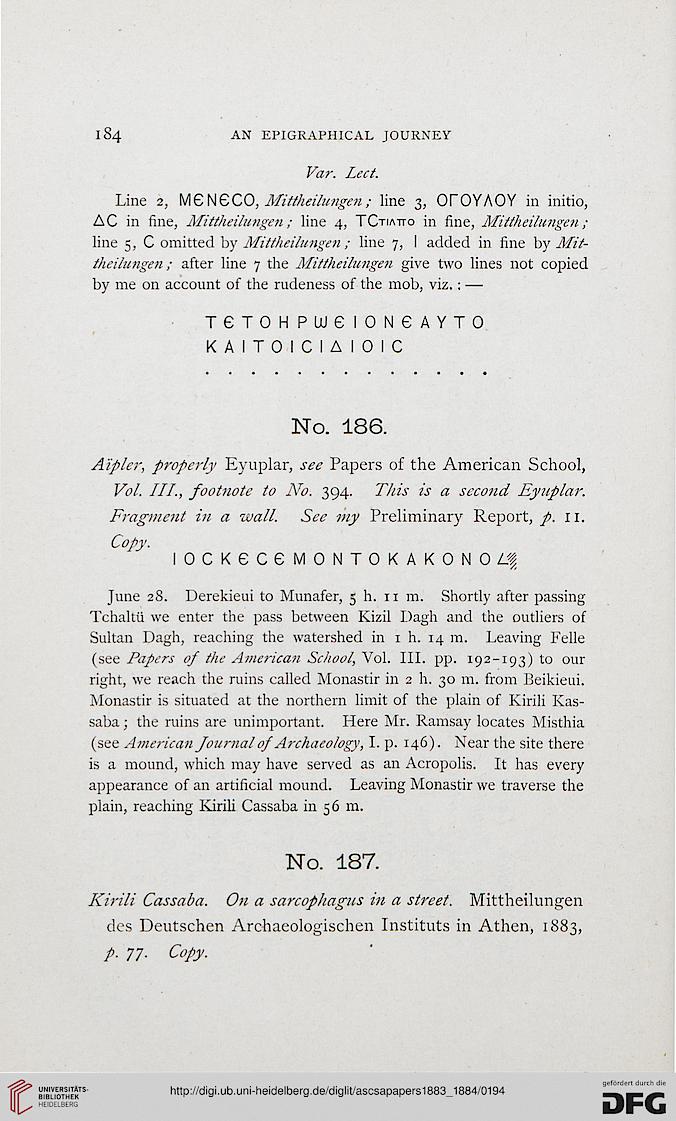 184 AN EPIGRAPHICAL JOURNEY
Var. Lect.
Line 2, ΜЄΝЄϹΟ, Mittheilungen; line 3, ΟΓΟΥΛΟΥ in initio,
ΔϹ in fine, Mittheilungen; line 4, ΤϹΤΙΛΠΟ in fine, Mittheilungen;
line 5, Ϲ omitted by Mittheilungen; line 7, Ι added in fine by Mit-
theilungen; after line 7 the Mittheilungen give two lines not copied
by me on account of the rudeness of the mob, viz.: —
ΤЄΤΟΗΡѠЄΙΟΝЄΑΥΤΟ
ΚΑΙΤΟΙϹΙΔΙΟΙϹ
. . . . . . . . . . . . .
No. 186.
Aïpler, properly Eyuplar, see Papers of the American School,
Vol. III., footnote to No. 394. This is a second Eyuplar.
Fragment in a wall. See my Preliminary Report, p. 11.
Copy.
ΙΟϹΚЄϹЄΜΟΝΤΟΚΑΚΟΝΟ
June 28. Derekieui to Munafer, 5 h. 11 m. Shortly after passing
Tchaltü we enter the pass between Kizil Dagh and the outliers of
Sultan Dagh, reaching the watershed in 1 h. 14 m. Leaving Felle
(see Papers of the American School, Vol. III. pp. 192-193) to our
right, we reach the ruins called Monastir in 2 h. 30 m. from Beikieui.
Monastir is situated at the northern limit of the plain of Kirili Kas-
saba; the ruins are unimportant. Here Mr. Ramsay locates Misthia
(see American Journal of Archaeology, I. p. 146). Near the site there
is a mound, which may have served as an Acropolis. It has every
appearance of an artificial mound. Leaving Monastir we traverse the
plain, reaching Kirili Cassaba in 56 m.
No. 187.
Kirili Cassaba. On a sarcophagus in a street. Mittheilungen
des Deutschen Archaeologischen Instituts in Athen, 1883,
p. 77. Copy.
UNIVERSITÄTS-
BIBLIOTHEK
HEIDELBERG
http://digi.ub.uni-heidelberg.de/diglit/ascsapapers1883_1884/0194
gefördert durch die
DFG